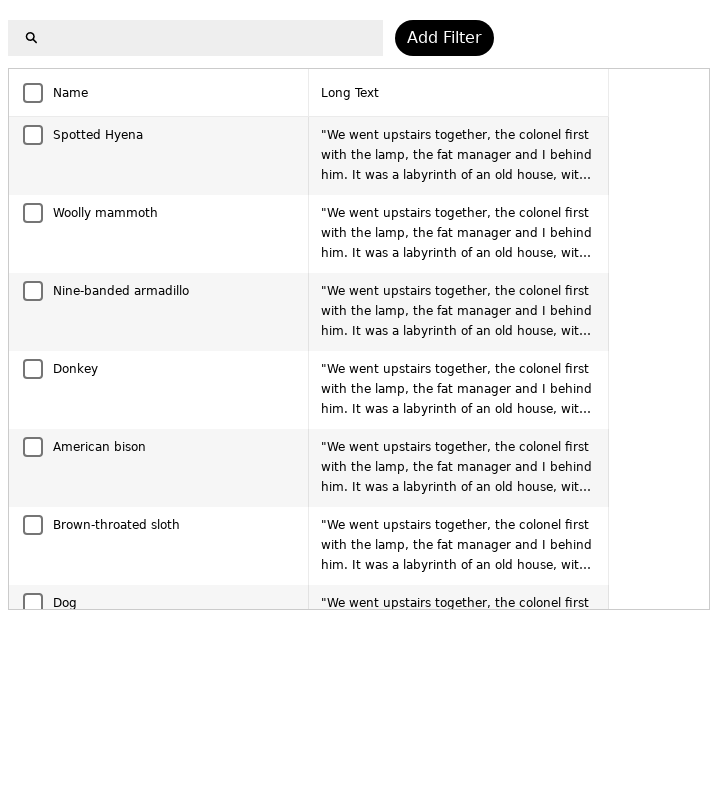 Add Filter
Name
Long Text
Spotted Hyena
"We went upstairs together, the colonel first
with the lamp, the fat manager and I behind
him. It was a labyrinth of an old house, wit...
Woolly mammoth
"We went upstairs together, the colonel first
with the lamp, the fat manager and I behind
him. It was a labyrinth of an old house, wit...
Nine-banded armadillo
"We went upstairs together, the colonel first
with the lamp, the fat manager and I behind
him. It was a labyrinth of an old house, wit...
Donkey
"We went upstairs together, the colonel first
with the lamp, the fat manager and I behind
him. It was a labyrinth of an old house, wit...
American bison
"We went upstairs together, the colonel first
with the lamp, the fat manager and I behind
him. It was a labyrinth of an old house, wit...
Brown-throated sloth
"We went upstairs together, the colonel first
with the lamp, the fat manager and I behind
him. It was a labyrinth of an old house, wit...
Dog
"We went upstairs together, the colonel first